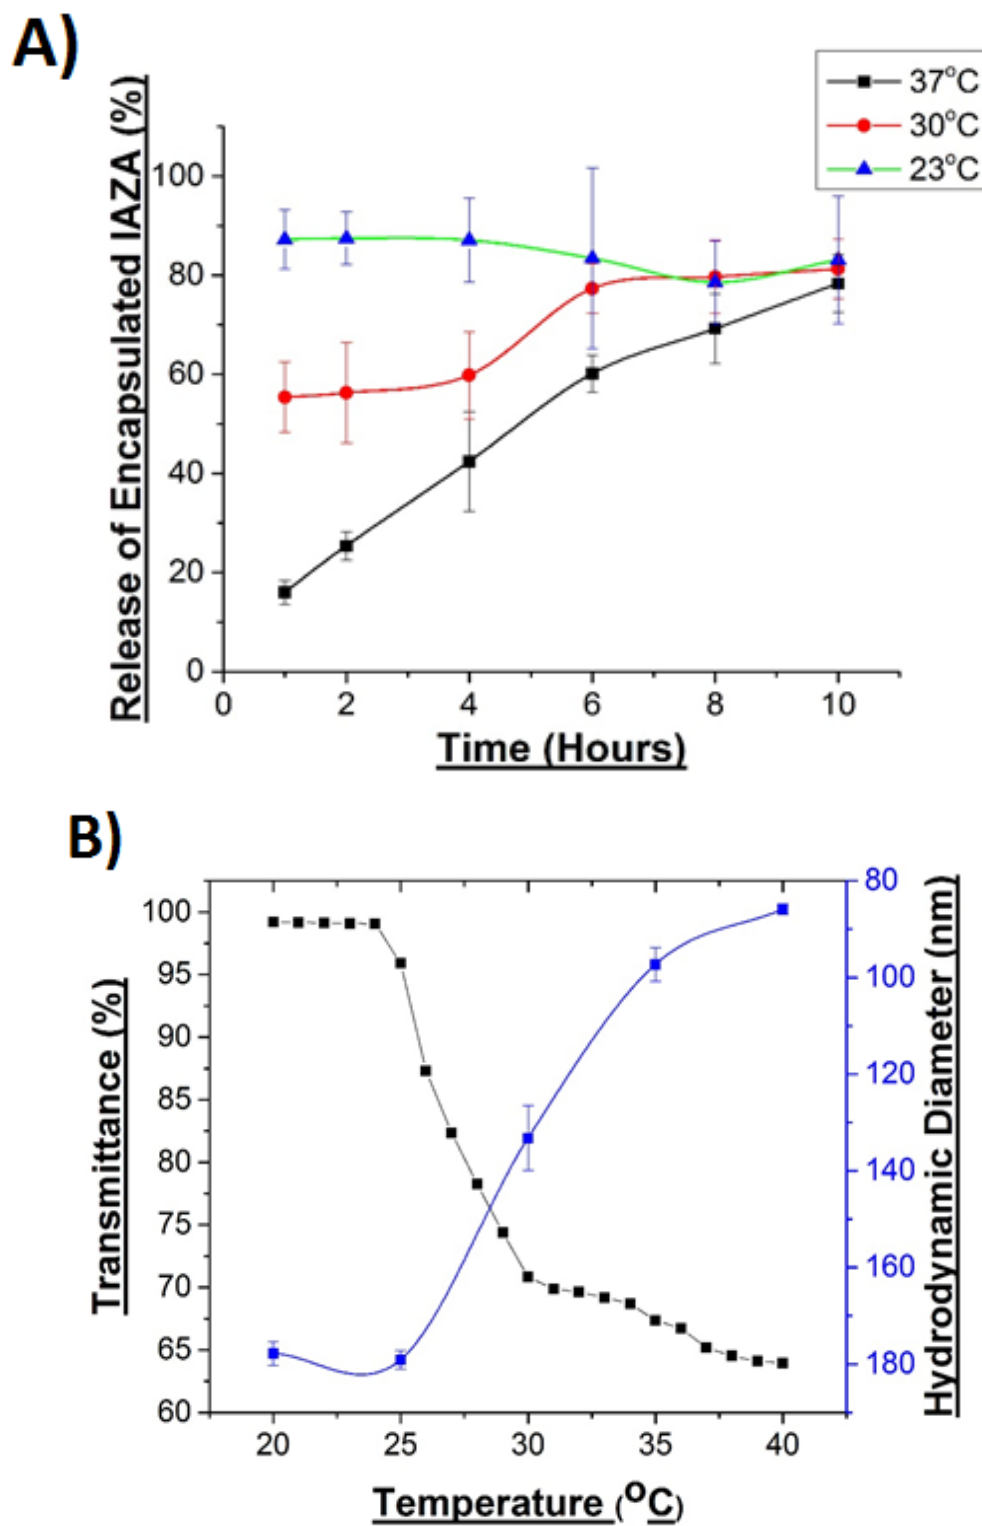 A)
37°C
30°C
23°C
Release of Encapsulated IAZA (%)
100
80
60
40
20
0
0 2 4 6 8 10
Time (Hours)
B)
Transmittance (%)
100
95
90
85
80
75
70
65
60
80
100
120
140
160
180
Hydrodynamic Diameter (nm)
20 25 30 35 40
Temperature (°C)